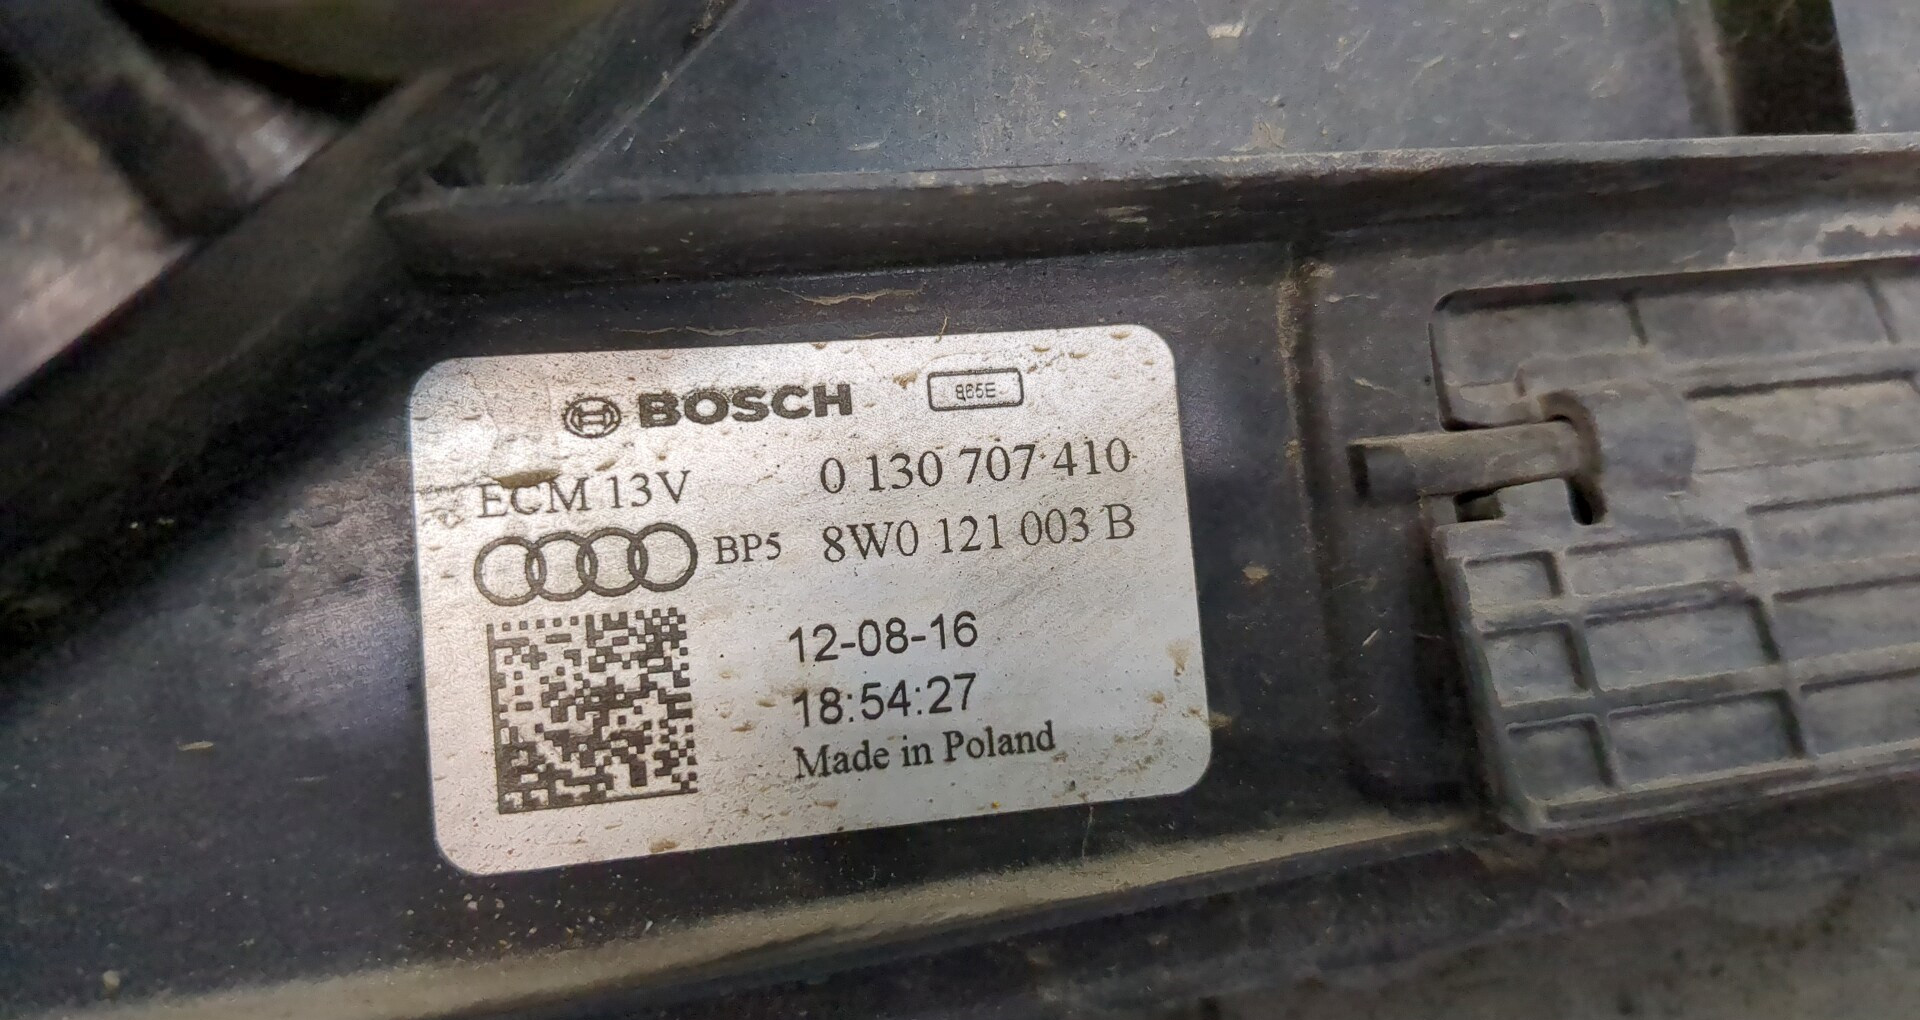 BOSCH 865E
ECM 13V 0 130 707 410
BP5 8W0 121 003 B
12-08-16
18:54:27
Made in Poland